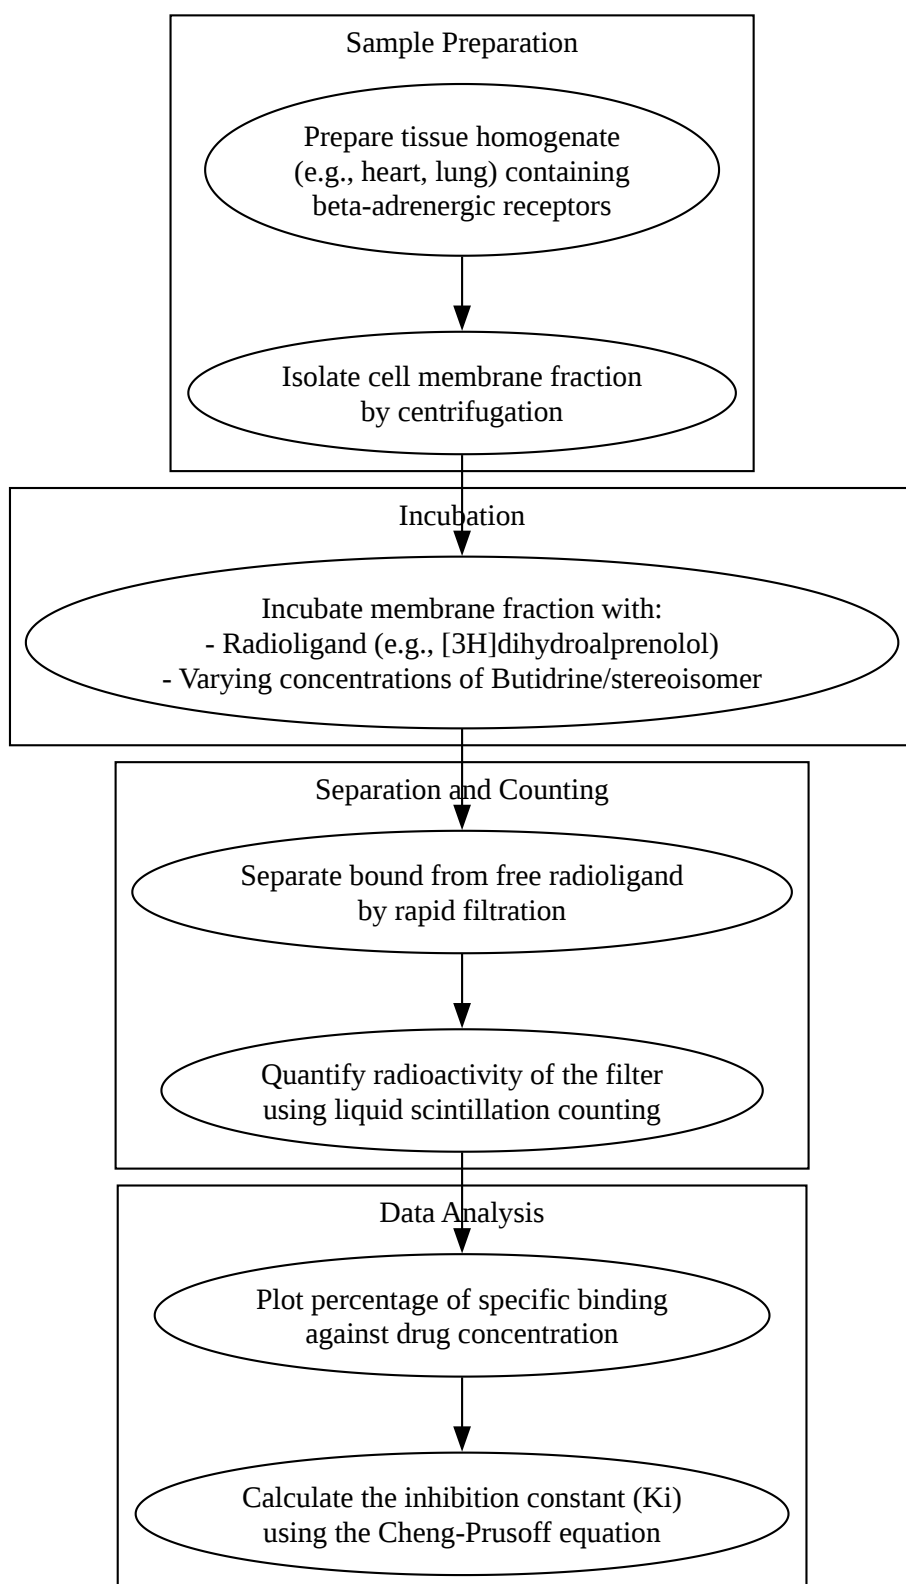 Sample Preparation
Prepare tissue homogenate
(e.g., heart, lung) containing
beta-adrenergic receptors
Isolate cell membrane fraction
by centrifugation
Incubation
Incubate membrane fraction with:
- Radioligand (e.g., [3H]dihydroalprenolol)
- Varying concentrations of Butidrine/stereoisomer
Separation and Counting
Separate bound from free radioligand
by rapid filtration
Quantify radioactivity of the filter
using liquid scintillation counting
Data Analysis
Plot percentage of specific binding
against drug concentration
Calculate the inhibition constant (Ki)
using the Cheng-Prusoff equation